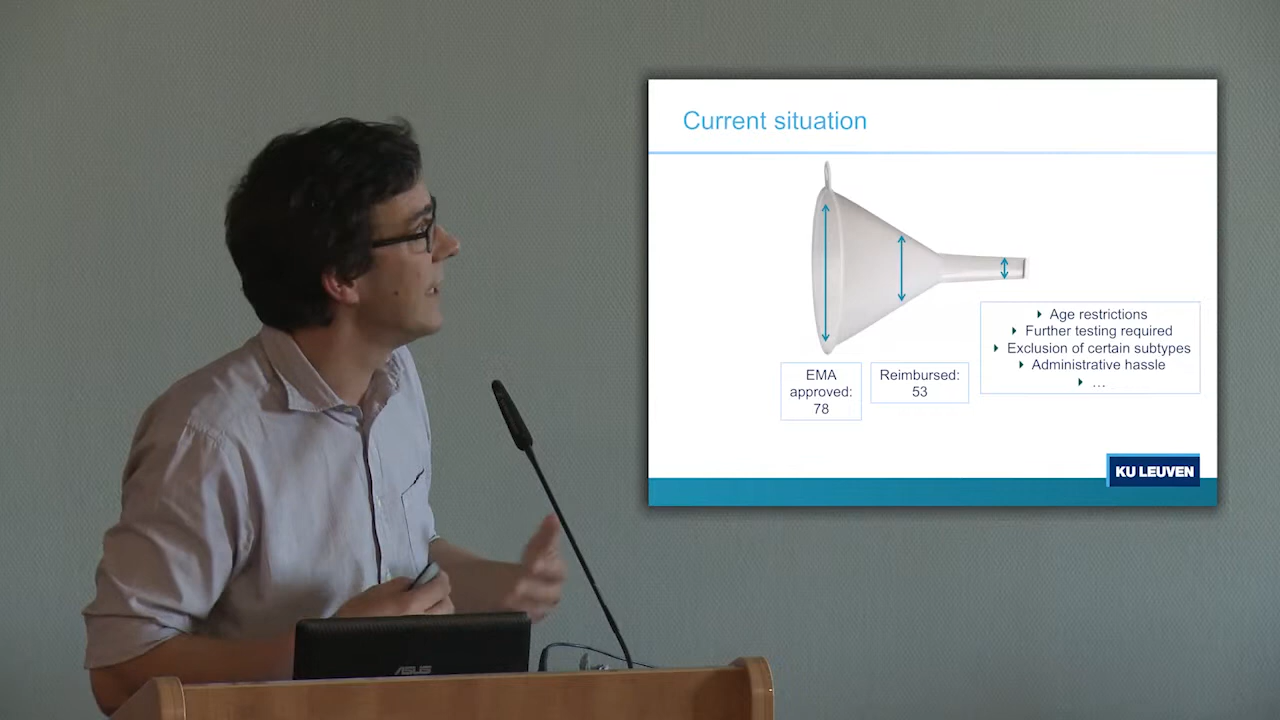 Current situation
EMA
approved:
78
Reimbursed:
53
Age restrictions
Further testing required
Exclusion of certain subtypes
Administrative hassle
...
KU LEUVEN
ASUS